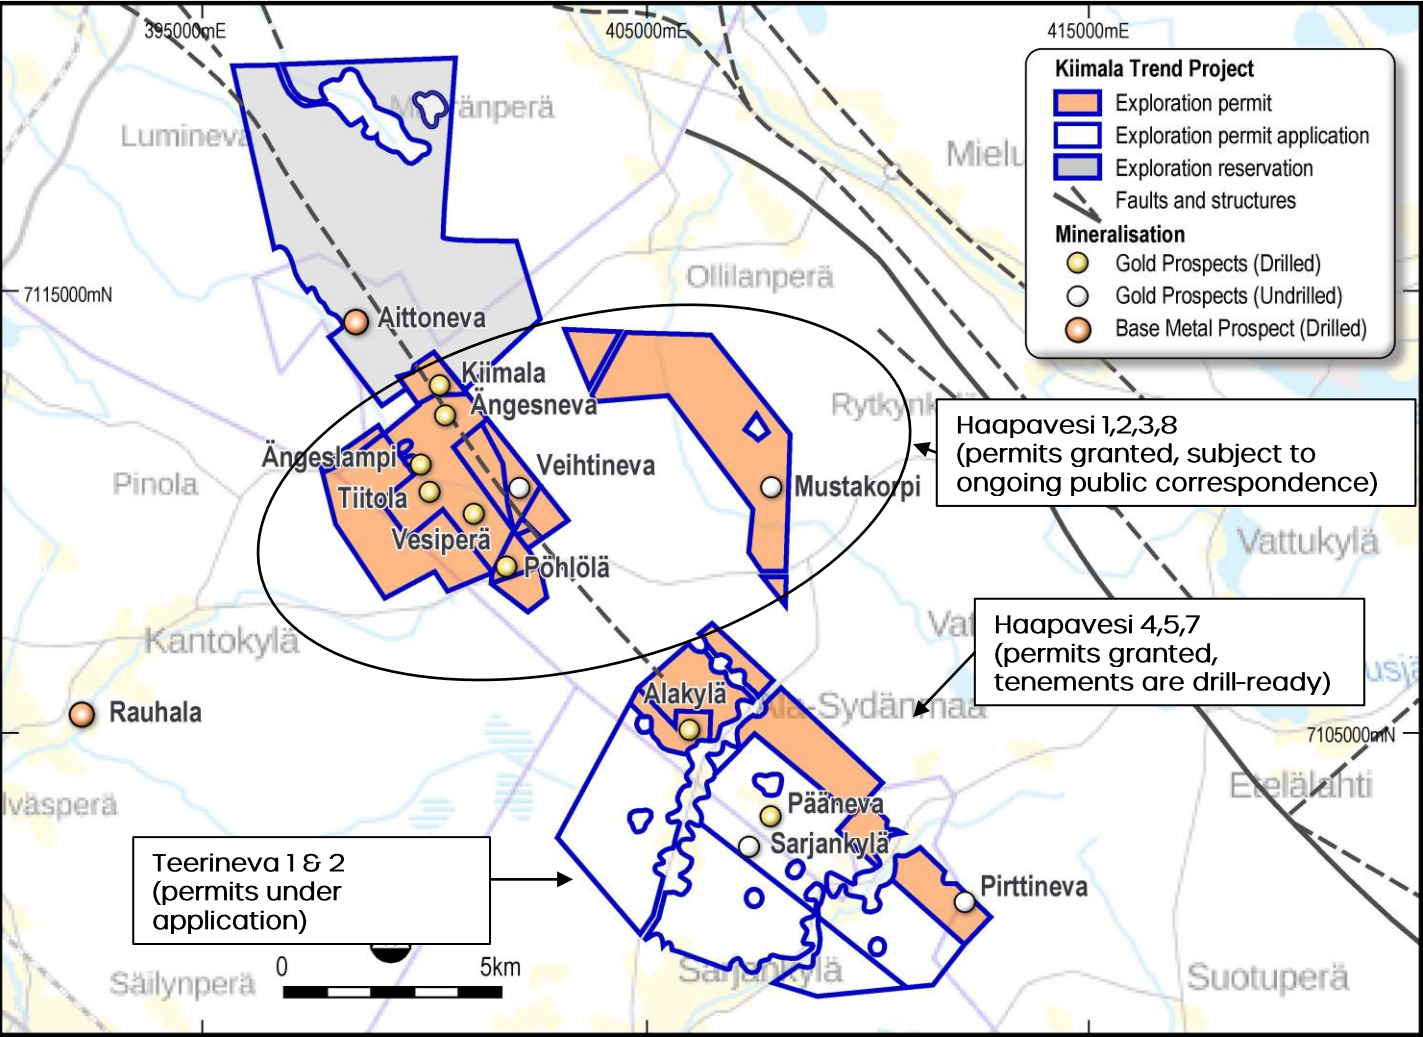 395000mE
405000mE
415000mE
Kiimala Trend Project
Exploration permit
Exploration permit application
Exploration reservation
Faults and structures
Mineralisation
Gold Prospects (Drilled)
Gold Prospects (Undrilled)
Base Metal Prospect (Drilled)
Lumineva
Ollilanperä
7115000mN
Aittoneva
Kiimala
Ängesneva
Ängeslampi
Veihtineva
Tiitola
Mustakorpi
Pinola
Vesiperä
Pöhlölä
Haapavesi 1,2,3,8
(permits granted, subject to
ongoing public correspondence)
Vattukylä
Haapavesi 4,5,7
(permits granted,
tenements are drill-ready)
Kantokylä
Alakylä
Ala-Sydänmaa
Rauhala
7105000mN
Etelälahti
Pääneva
Sarjankylä
Pirttineva
Teerineva 1 & 2
(permits under
application)
Säilynperä
0
5km
Sarjankylä
Suotuperä